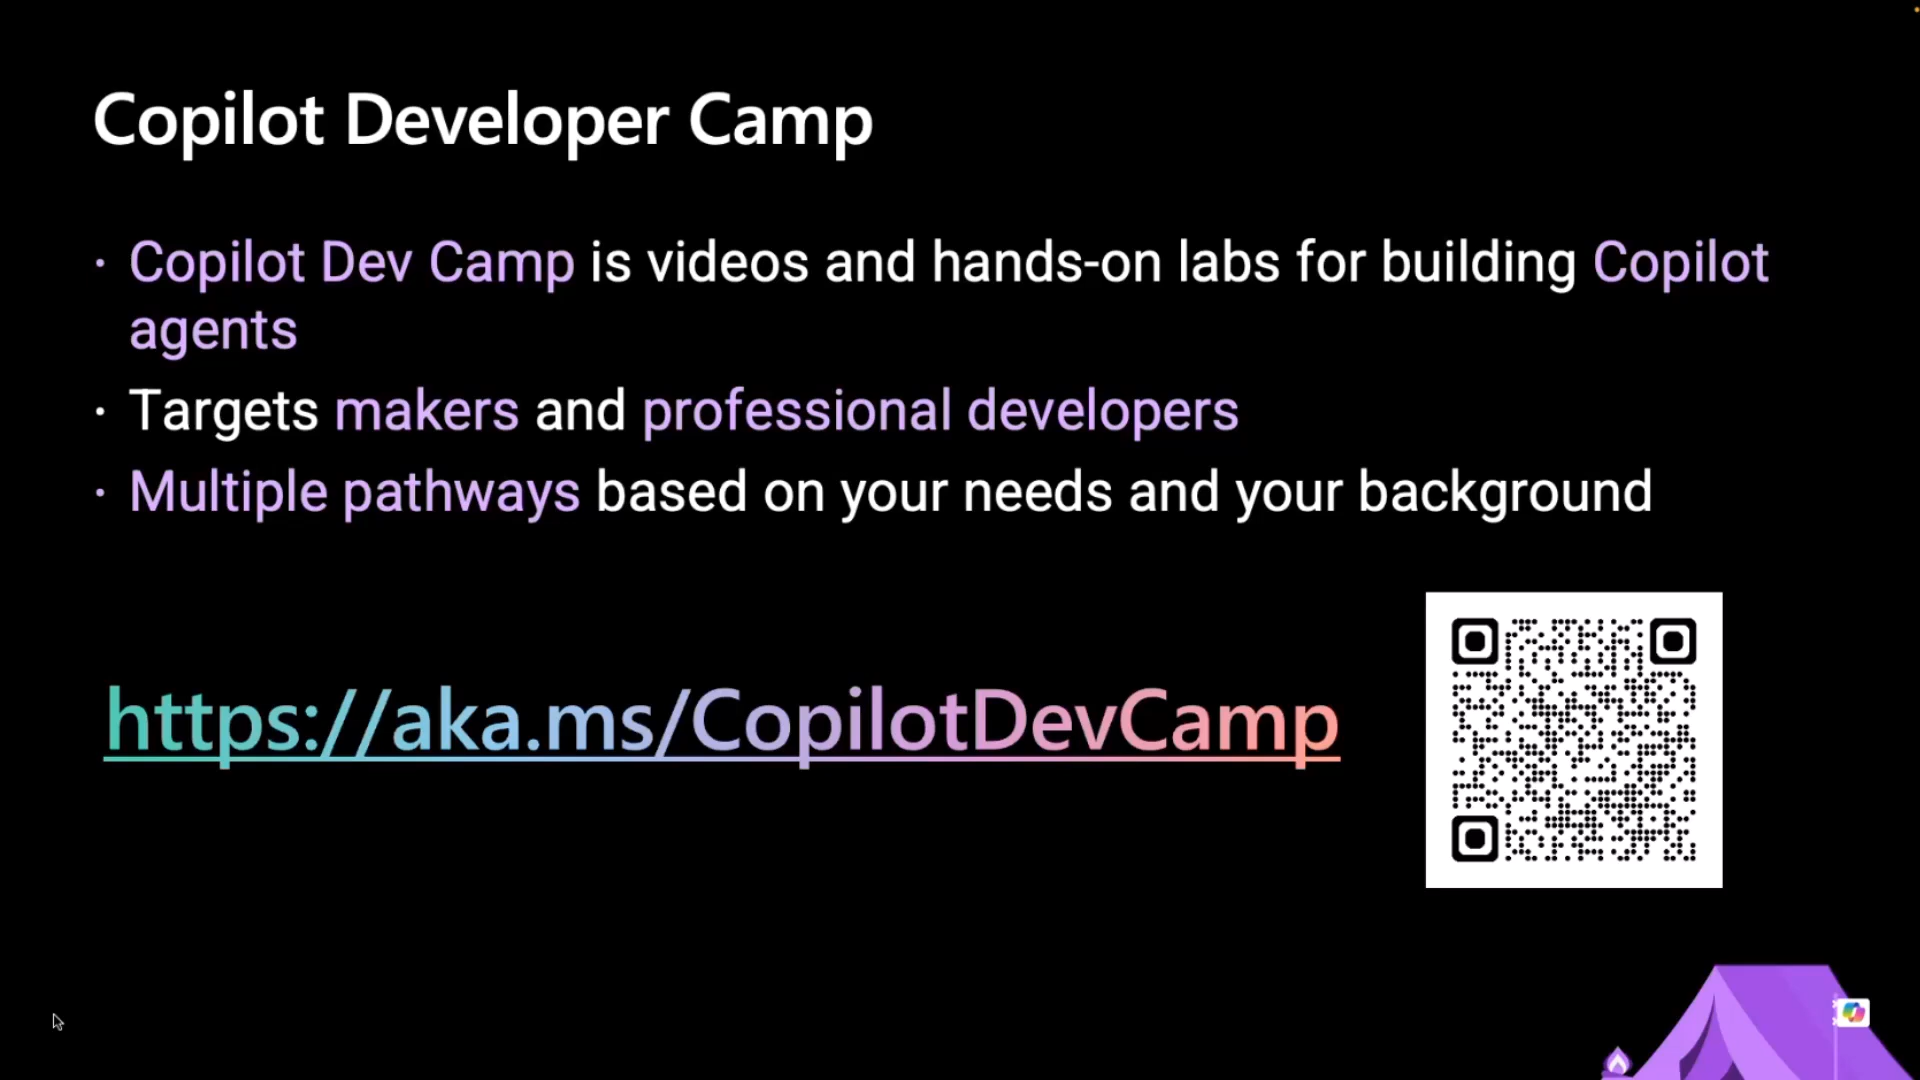 Copilot Developer Camp
· Copilot Dev Camp is videos and hands-on labs for building Copilot
agents
· Targets makers and professional developers
· Multiple pathways based on your needs and your background
https://aka.ms/CopilotDevCamp